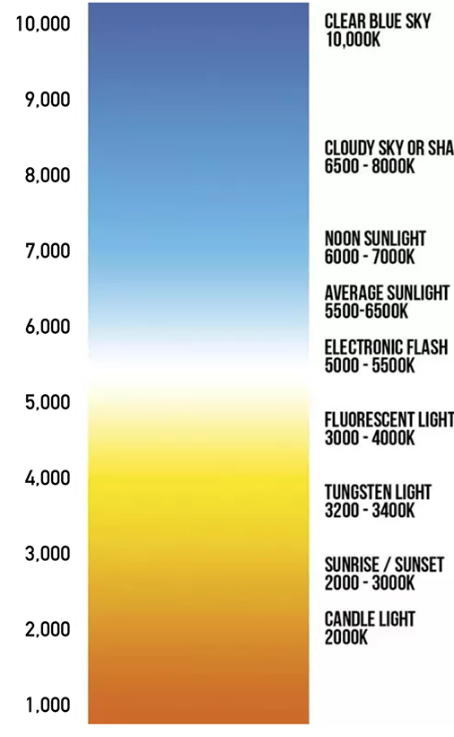 10,000
CLEAR BLUE SKY
10,000K
9,000
CLOUDY SKY OR SHA
6500 - 8000K
8,000
NOON SUNLIGHT
6000 - 7000K
7,000
AVERAGE SUNLIGHT
5500-6500K
6,000
ELECTRONIC FLASH
5000 - 5500K
5,000
FLUORESCENT LIGHT
3000 - 4000K
4,000
TUNGSTEN LIGHT
3200 - 3400K
3,000
SUNRISE / SUNSET
2000 - 3000K
2,000
CANDLE LIGHT
2000K
1,000